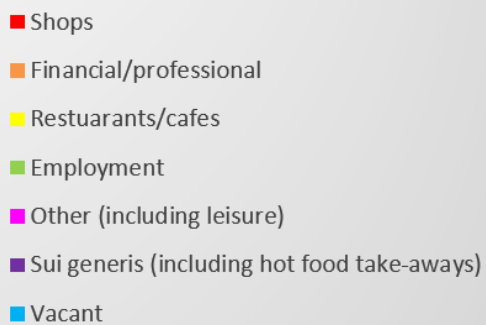 Shops
Financial/professional
Restuarants/cafes
Employment
Other (including leisure)
Sui generis (including hot food take-aways)
Vacant